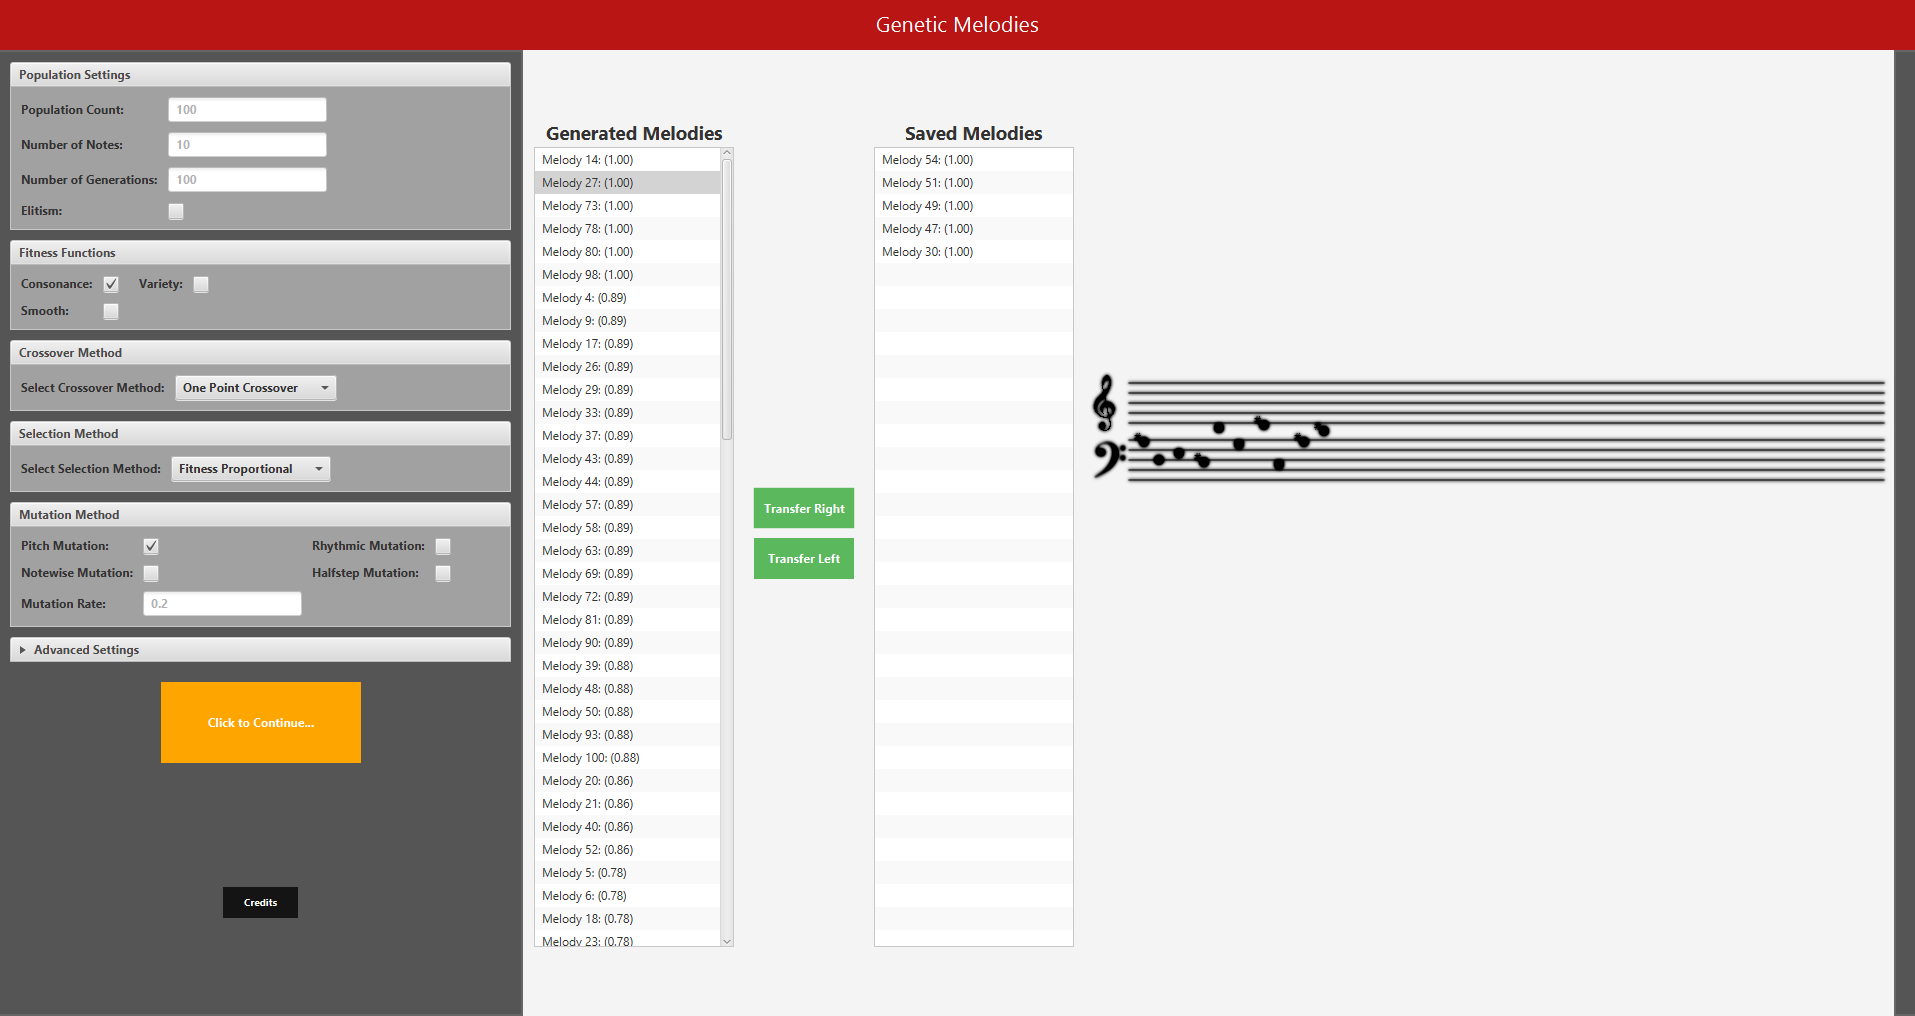 Genetic Melodies
Population Settings
Population Count: 100
Number of Notes: 10
Number of Generations: 100
Elitism:
Fitness Functions
Consonance: Variety:
Smooth:
Crossover Method
Select Crossover Method: One Point Crossover
Selection Method
Select Selection Method: Fitness Proportional
Mutation Method
Pitch Mutation: Rhythmic Mutation:
Notewise Mutation: Halfstep Mutation:
Mutation Rate: 0.2
Advanced Settings
Click to Continue...
Credits
Generated Melodies
Melody 14: (1.00)
Melody 27: (1.00)
Melody 73: (1.00)
Melody 78: (1.00)
Melody 80: (1.00)
Melody 98: (1.00)
Melody 4: (0.89)
Melody 9: (0.89)
Melody 17: (0.89)
Melody 26: (0.89)
Melody 29: (0.89)
Melody 33: (0.89)
Melody 37: (0.89)
Melody 43: (0.89)
Melody 44: (0.89)
Melody 57: (0.89)
Melody 58: (0.89)
Melody 63: (0.89)
Melody 69: (0.89)
Melody 72: (0.89)
Melody 81: (0.89)
Melody 90: (0.89)
Melody 39: (0.88)
Melody 48: (0.88)
Melody 50: (0.88)
Melody 93: (0.88)
Melody 100: (0.88)
Melody 20: (0.86)
Melody 21: (0.86)
Melody 40: (0.86)
Melody 52: (0.86)
Melody 5: (0.78)
Melody 6: (0.78)
Melody 18: (0.78)
Melody 23: (0.78)
Transfer Right
Transfer Left
Saved Melodies
Melody 54: (1.00)
Melody 51: (1.00)
Melody 49: (1.00)
Melody 47: (1.00)
Melody 30: (1.00)